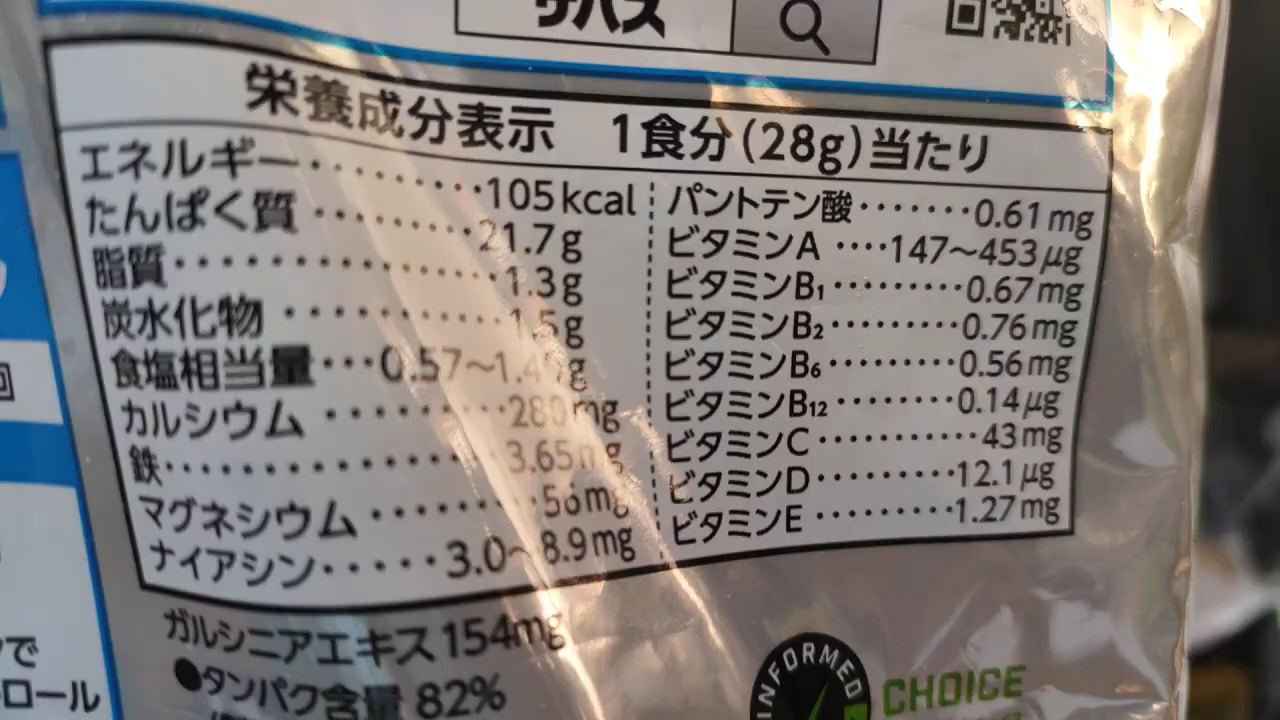 ザバス
栄養成分表示 1食分(28g)当たり
エネルギー・・・・・・・・・105kcal
たんぱく質・・・・・・・・21.7g
脂質・・・・・・・・・・・・・・・1.3g
炭水化物・・・・・・・・・・1.5g
食塩相当量・・・0.57〜
カルシウム・・・・・・・・・280mg
鉄・・・・・・・・・・・・・・・3.65mg
マグネシウム・・・・・・・56mg
ナイアシン・・・・・3.0〜8.9mg
パントテン酸・・・・・・・0.61mg
ビタミンA・・・・147〜453μg
ビタミンB1・・・・・・・・・0.67mg
ビタミンB2・・・・・・・・・0.76mg
ビタミンB6・・・・・・・・・0.56mg
ビタミンB12・・・・・・・・0.14μg
ビタミンC・・・・・・・・・・・43mg
ビタミンD・・・・・・・・・12.1μg
ビタミンE・・・・・・・・・1.27mg
ガルシニアエキス154mg
●タンパク含量 82%
回
で
ロール
INFORMED
CHOICE